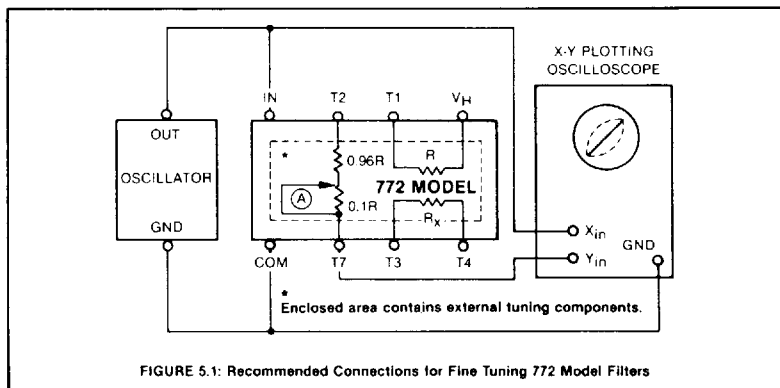 X-Y PLOTTING
OSCILLOSCOPE
IN T2 T1 VH
OUT
OSCILLATOR
GND
*
0.96R
R
772 MODEL
A
0.1R
Rx
Xin
Yin
GND
COM T7 T3 T4
*
Enclosed area contains external tuning components.
FIGURE 5.1: Recommended Connections for Fine Tuning 772 Model Filters